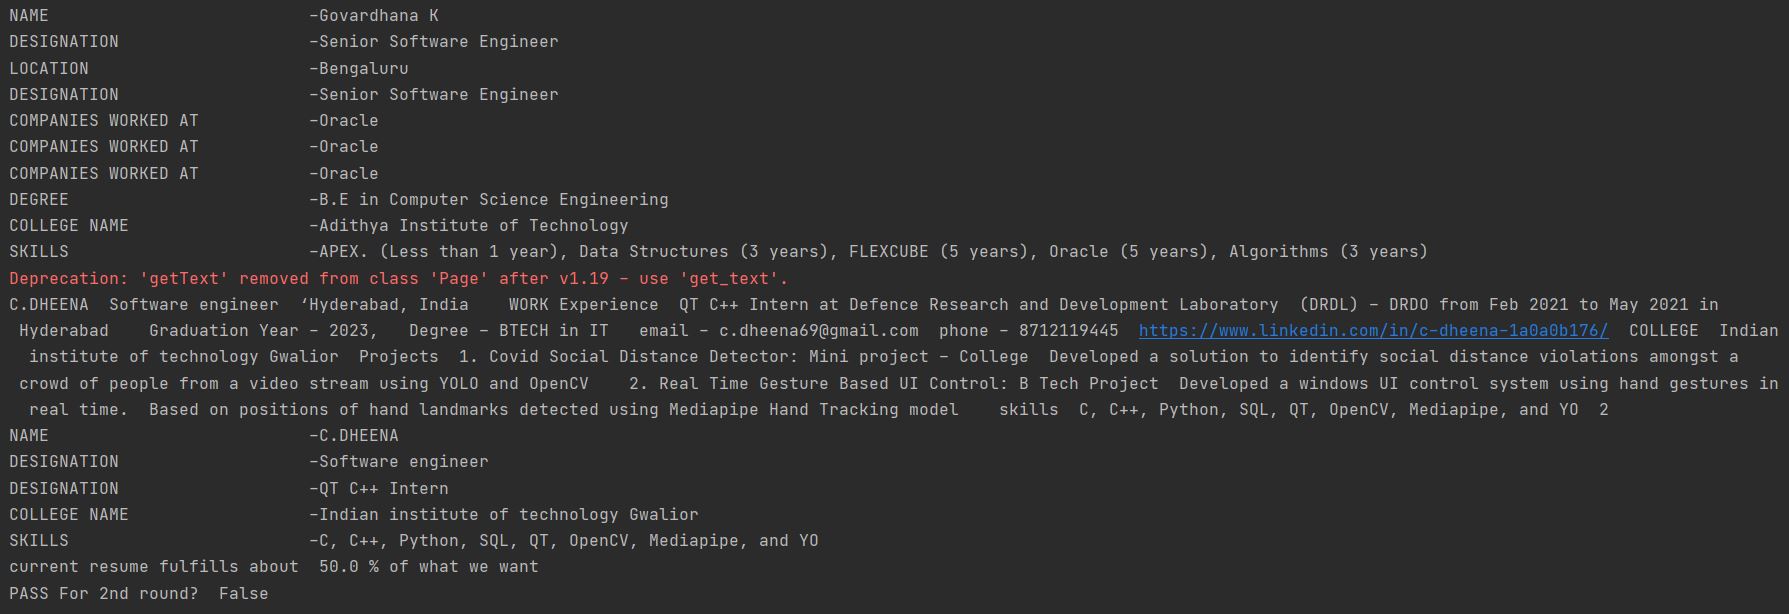 NAME -Govardhana K
DESIGNATION -Senior Software Engineer
LOCATION -Bengaluru
DESIGNATION -Senior Software Engineer
COMPANIES WORKED AT -Oracle
COMPANIES WORKED AT -Oracle
COMPANIES WORKED AT -Oracle
DEGREE -B.E in Computer Science Engineering
COLLEGE NAME -Adithya Institute of Technology
SKILLS -APEX. (Less than 1 year), Data Structures (3 years), FLEXCUBE (5 years), Oracle (5 years), Algorithms (3 years)
Deprecation: 'getText' removed from class 'Page' after v1.19 - use 'get_text'.
C.DHEENA Software engineer ‘Hyderabad, India WORK Experience QT C++ Intern at Defence Research and Development Laboratory (DRDL) – DRDO from Feb 2021 to May 2021 in
Hyderabad Graduation Year – 2023, Degree – BTECH in IT email – c.dheena69@gmail.com phone – 8712119445 https://www.linkedin.com/in/c-dheena-1a0a0b176/ COLLEGE Indian
institute of technology Gwalior Projects 1. Covid Social Distance Detector: Mini project – College Developed a solution to identify social distance violations amongst a
crowd of people from a video stream using YOLO and OpenCV 2. Real Time Gesture Based UI Control: B Tech Project Developed a windows UI control system using hand gestures in
real time. Based on positions of hand landmarks detected using Mediapipe Hand Tracking model skills C, C++, Python, SQL, QT, OpenCV, Mediapipe, and YO 2
NAME -C.DHEENA
DESIGNATION -Software engineer
DESIGNATION -QT C++ Intern
COLLEGE NAME -Indian institute of technology Gwalior
SKILLS -C, C++, Python, SQL, QT, OpenCV, Mediapipe, and YO
current resume fulfills about 50.0 % of what we want
PASS For 2nd round? False